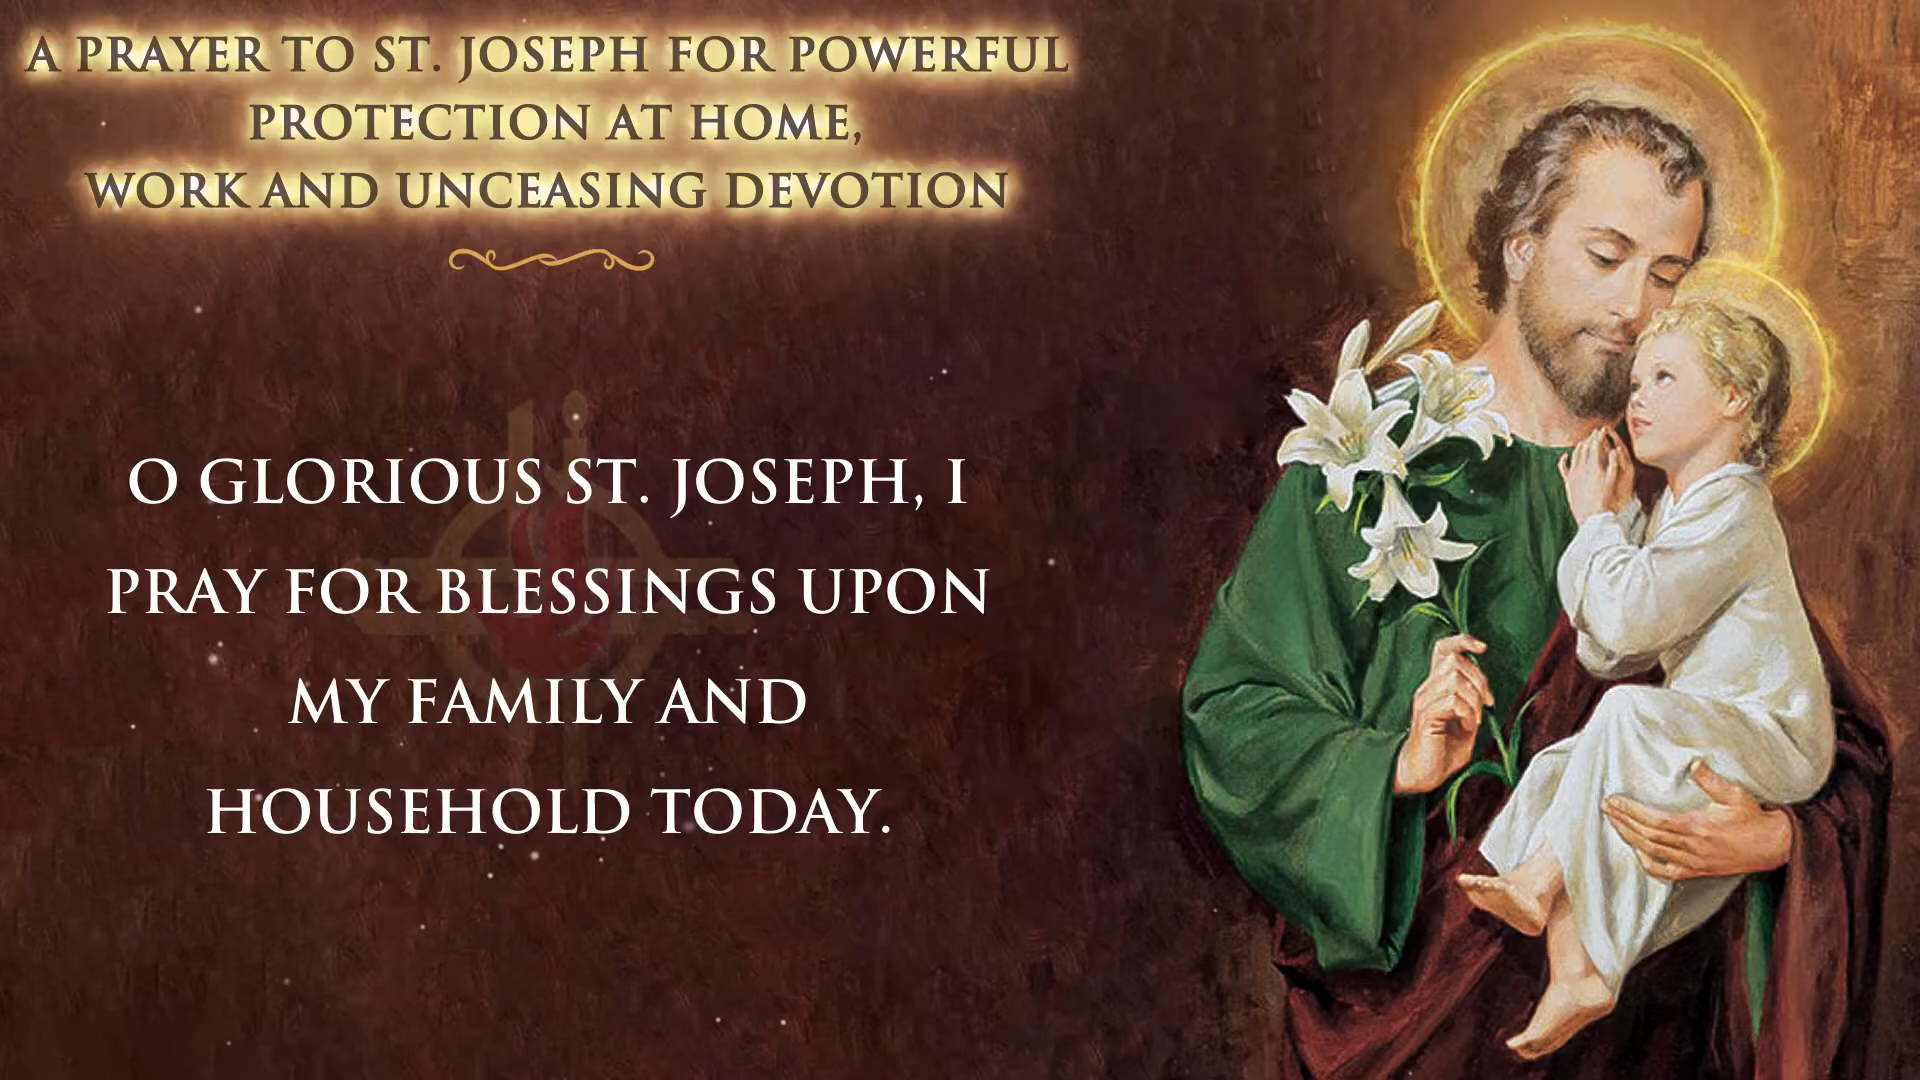 A PRAYER TO ST. JOSEPH FOR POWERFUL
PROTECTION AT HOME,
WORK AND UNCEASING DEVOTION
O GLORIOUS ST. JOSEPH, I
PRAY FOR BLESSINGS UPON
MY FAMILY AND
HOUSEHOLD TODAY.